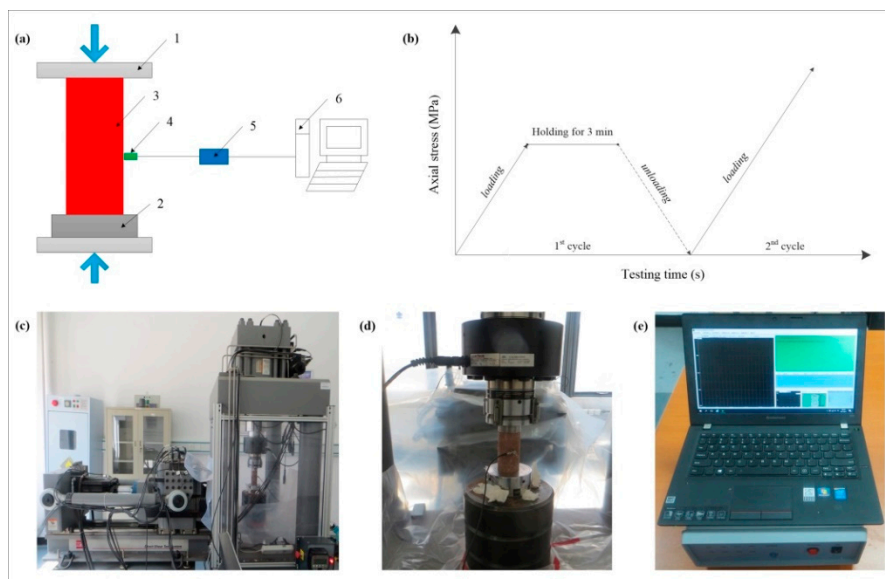 (a)
1
3
4
5
6
2
(b)
Axial stress (MPa)
loading
Holding for 3 min
unloading
loading
1st cycle
2nd cycle
Testing time (s)
(c)
(d)
(e)